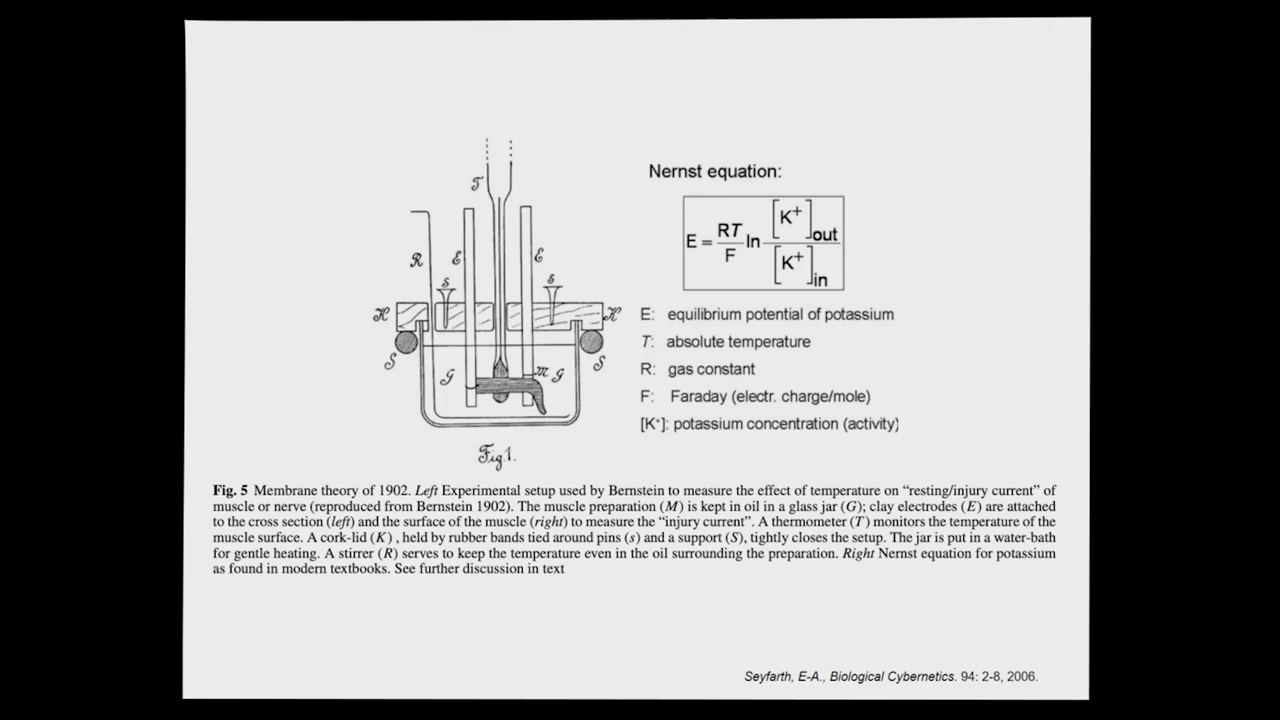 T
R
E
E
s
s
K
K
S
S
G
M
G
Fig. 1.
Nernst equation:
E = RT/F ln [K+]out/[K+]in
E: equilibrium potential of potassium
T: absolute temperature
R: gas constant
F: Faraday (electr. charge/mole)
[K+]: potassium concentration (activity)
Fig. 5 Membrane theory of 1902. Left Experimental setup used by Bernstein to measure the effect of temperature on “resting/injury current” of
muscle or nerve (reproduced from Bernstein 1902). The muscle preparation (M) is kept in oil in a glass jar (G); clay electrodes (E) are attached
to the cross section (left) and the surface of the muscle (right) to measure the “injury current”. A thermometer (T) monitors the temperature of the
muscle surface. A cork-lid (K) , held by rubber bands tied around pins (s) and a support (S), tightly closes the setup. The jar is put in a water-bath
for gentle heating. A stirrer (R) serves to keep the temperature even in the oil surrounding the preparation. Right Nernst equation for potassium
as found in modern textbooks. See further discussion in text
Seyfarth, E-A., Biological Cybernetics. 94: 2-8, 2006.